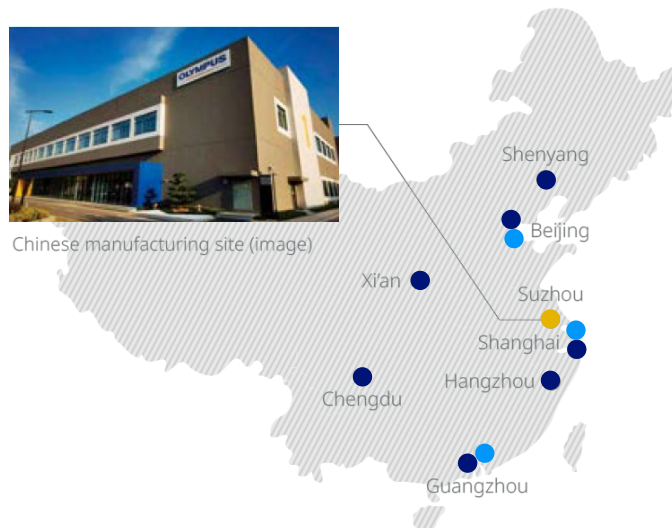 OLYMPUS
Chinese manufacturing site (image)
Shenyang
Beijing
Xi'an
Suzhou
Shanghai
Hangzhou
Chengdu
Guangzhou